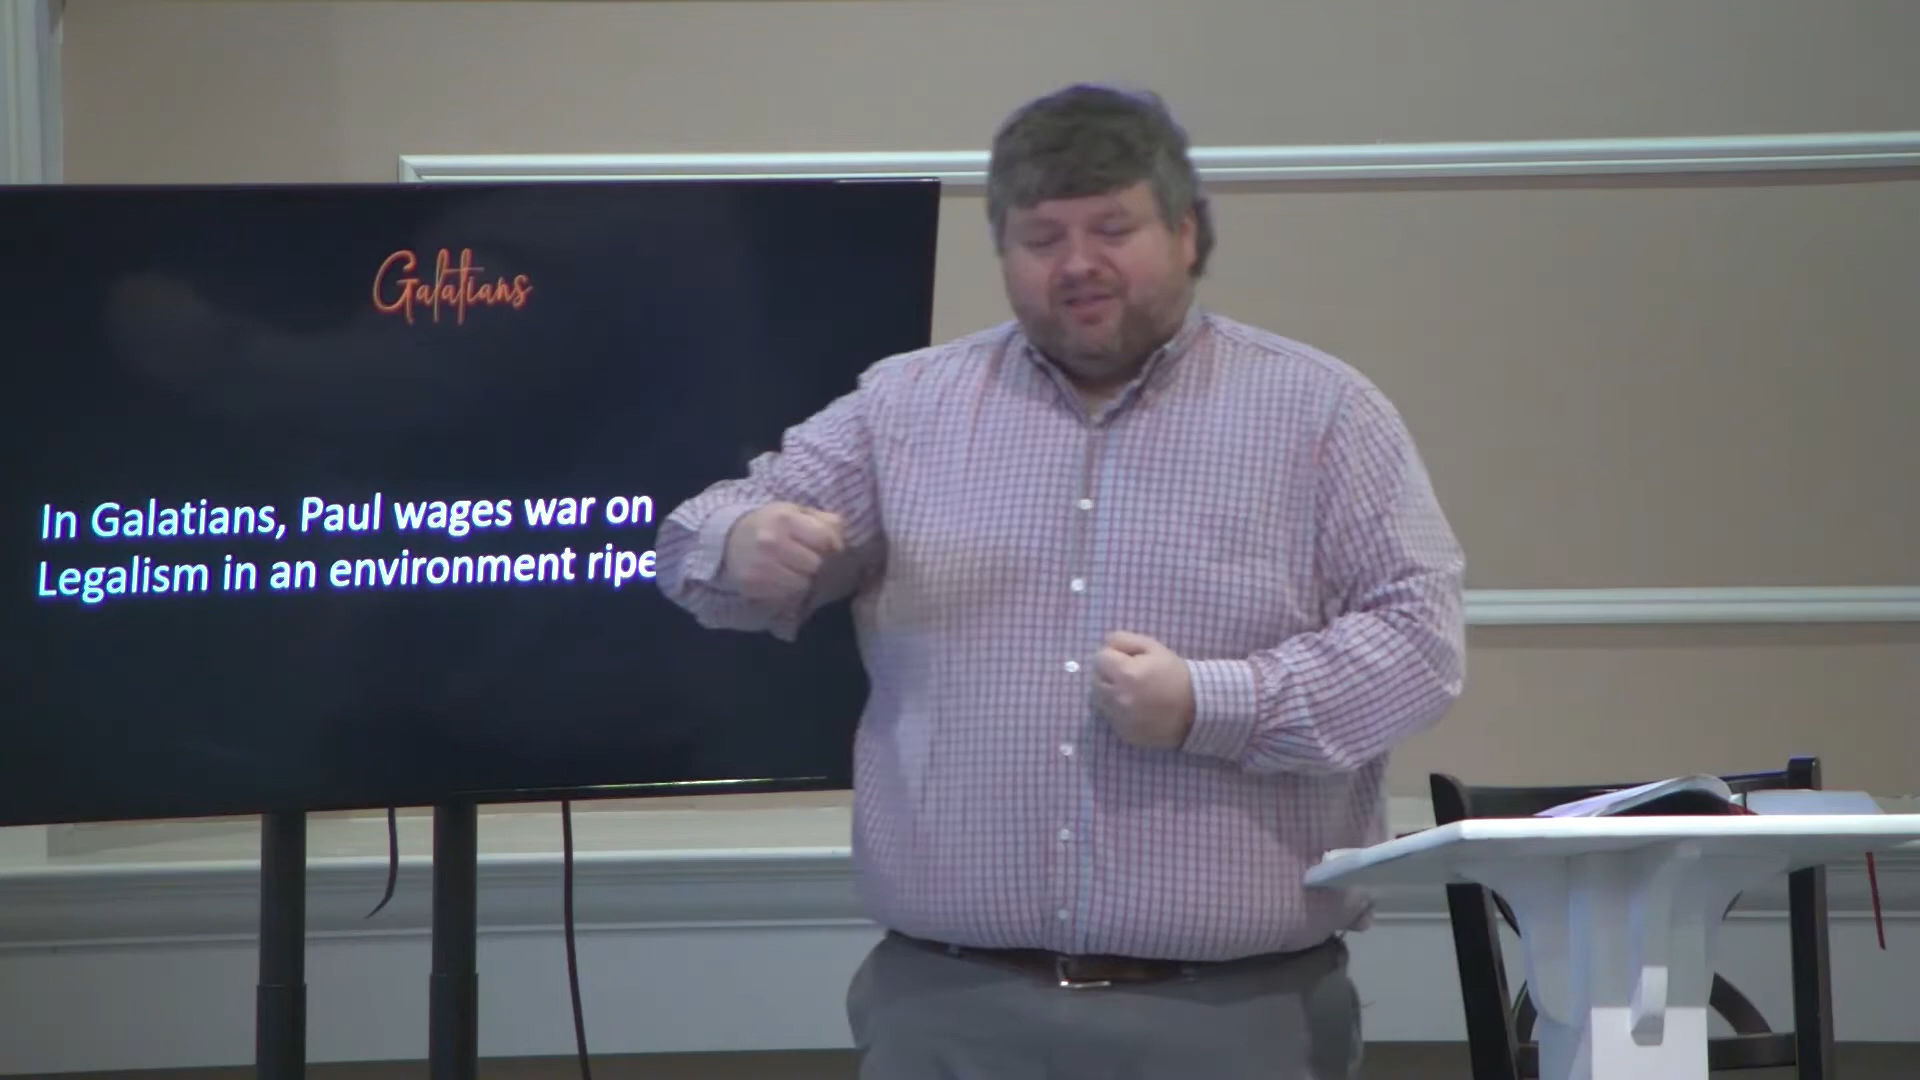 Galatians
In Galatians, Paul wages war on
Legalism in an environment ripe